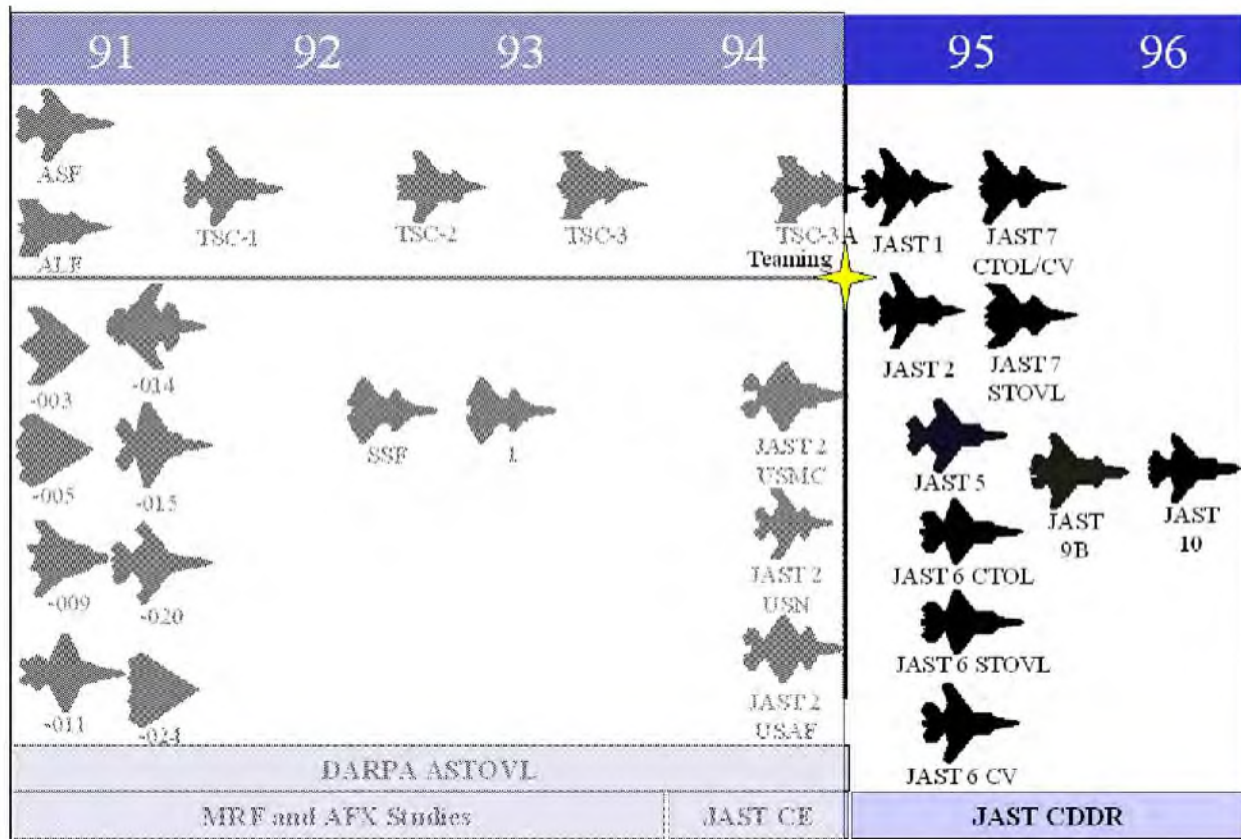 91 92 93 94 95 96
ASF
ALF
TSC-1
TSC-2
TSC-3
TSC-3A
Teaming
JAST 1
JAST 7
CTOL/CV
JAST 2
JAST 7
STOVL
-003
-014
-005
-015
-009
-020
-011
-024
SSF
1
JAST 2
USMC
JAST 2
USN
JAST 2
USAF
JAST 5
JAST
9B
JAST
10
JAST 6 CTOL
JAST 6 STOVL
JAST 6 CV
DARPA ASTOVL
MRF and AFX Studies
JAST CE
JAST CDDR